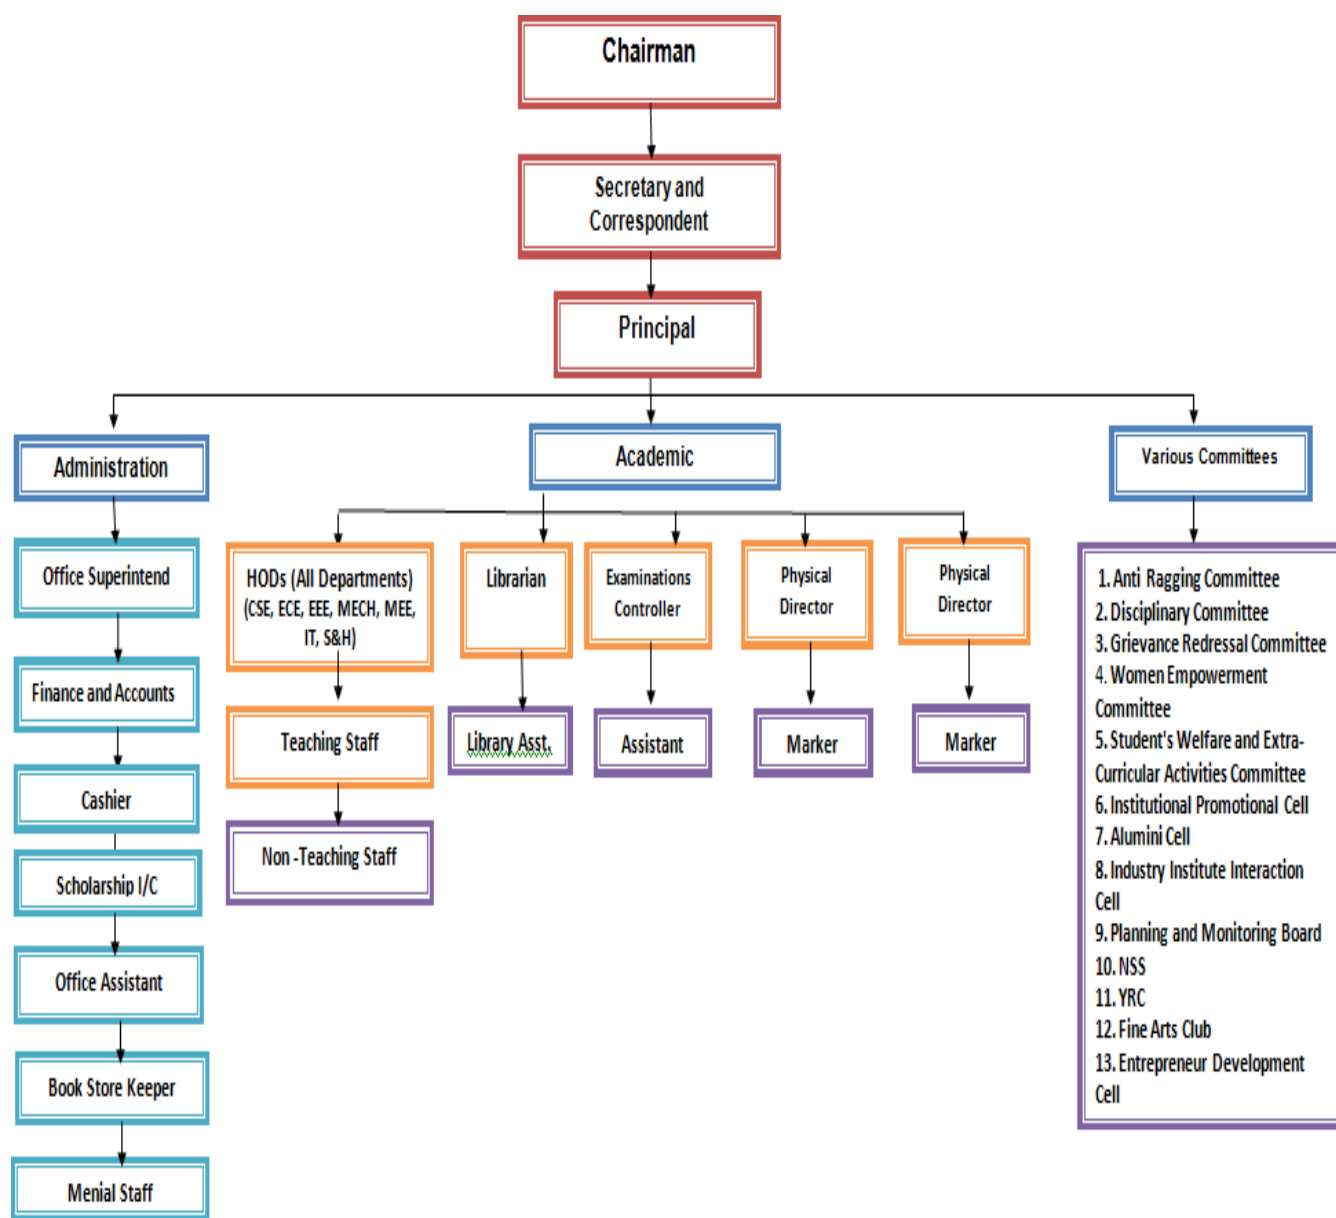 Chairman
Secretary and
Correspondent
Principal
Administration
Academic
Various Committees
Office Superintend
Finance and Accounts
Cashier
Scholarship I/C
Office Assistant
Book Store Keeper
Menial Staff
HODs (All Departments)
(CSE, ECE, EEE, MECH, MEE,
IT, S&H)
Teaching Staff
Non -Teaching Staff
Librarian
Library Asst.
Examinations
Controller
Assistant
Physical
Director
Marker
Physical
Director
Marker
1. Anti Ragging Committee
2. Disciplinary Committee
3. Grievance Redressal Committee
4. Women Empowerment
Committee
5. Student's Welfare and Extra-
Curricular Activities Committee
6. Institutional Promotional Cell
7. Alumini Cell
8. Industry Institute Interaction
Cell
9. Planning and Monitoring Board
10. NSS
11. YRC
12. Fine Arts Club
13. Entrepreneur Development
Cell